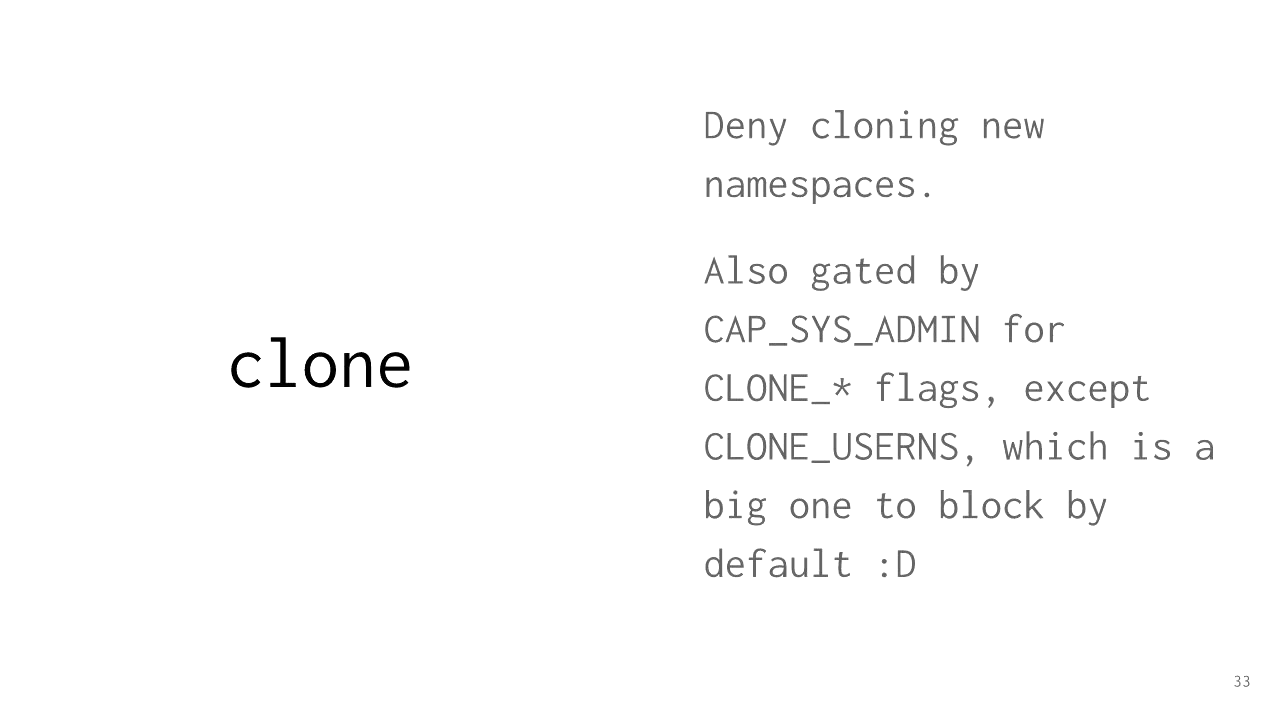 clone
Deny cloning new
namespaces.
Also gated by
CAP_SYS_ADMIN for
CLONE_* flags, except
CLONE_USERNS, which is a
big one to block by
default :D
33